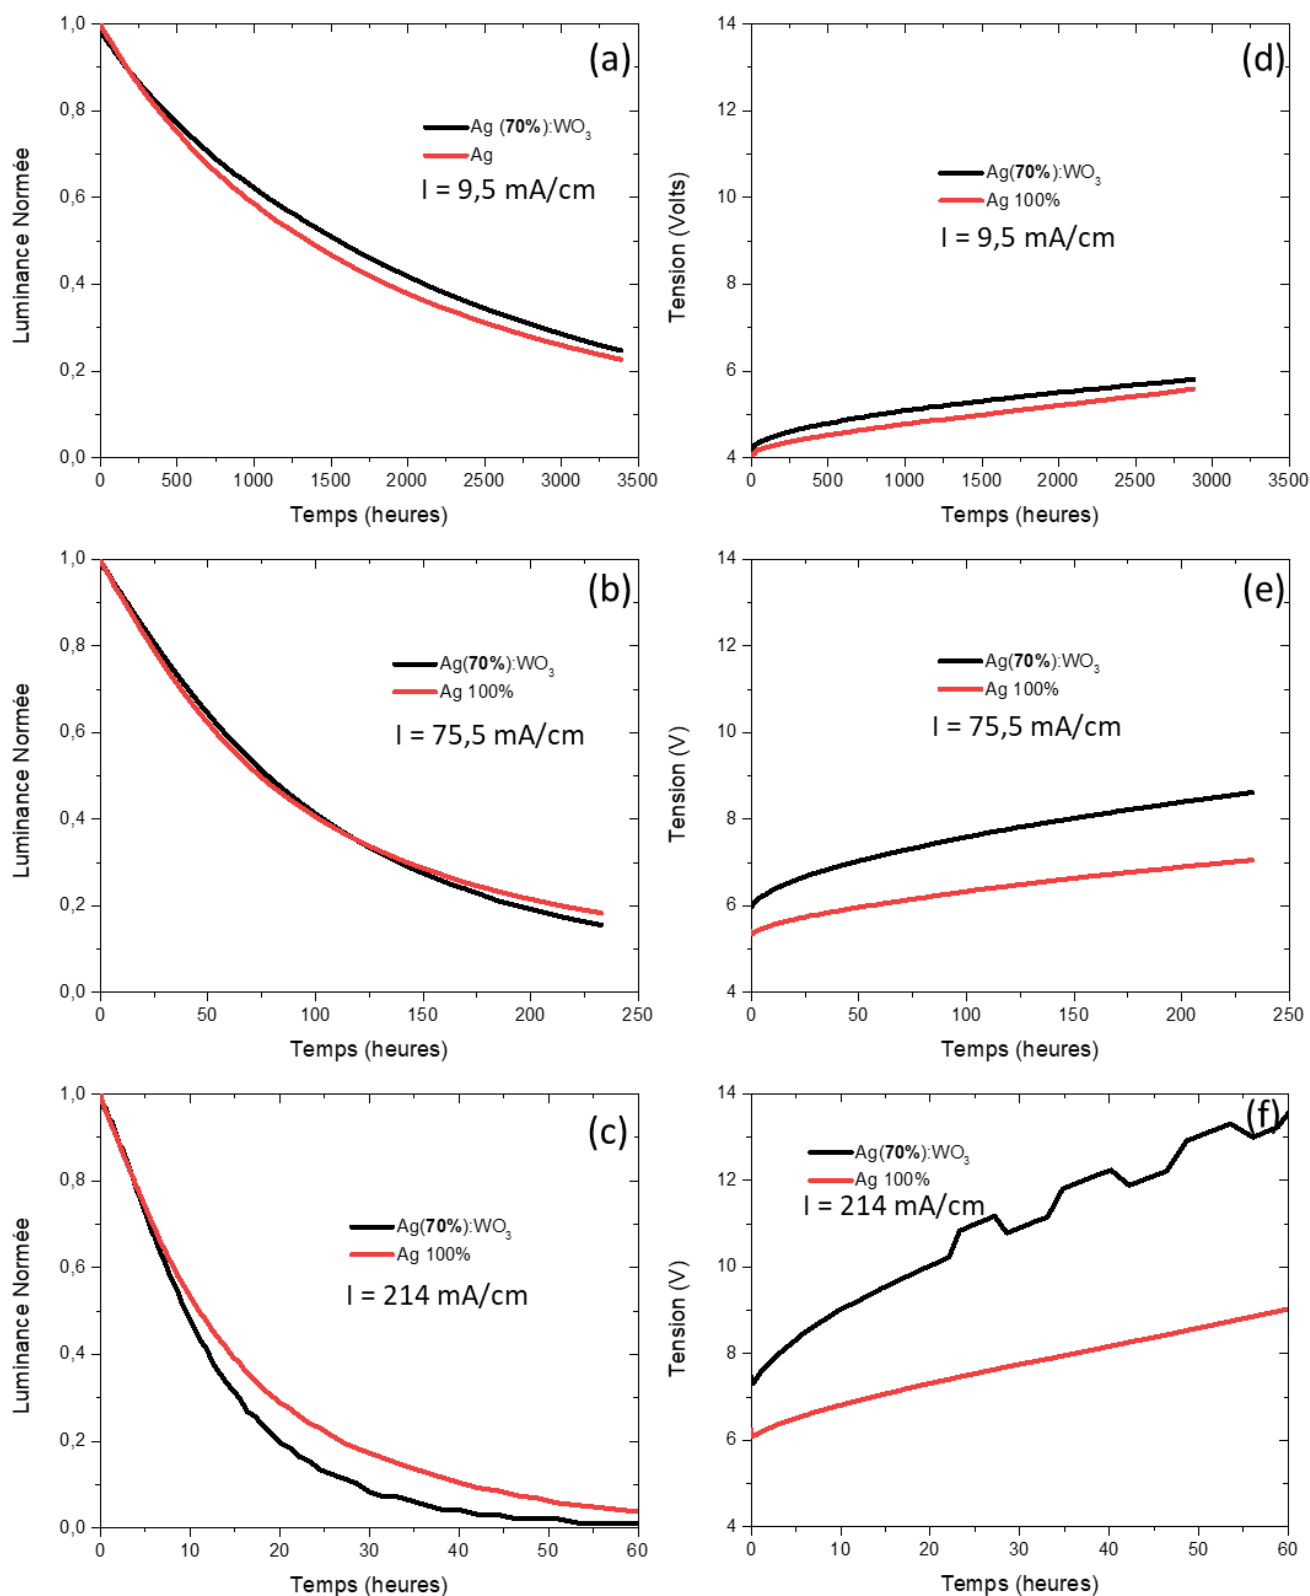 (a)
Luminance Normée
1,0
0,8
0,6
0,4
0,2
0,0
Ag (70%):WO₃
Ag
I = 9,5 mA/cm
0 500 1000 1500 2000 2500 3000 3500
Temps (heures)
(d)
Tension (Volts)
14
12
10
8
6
4
Ag(70%):WO₃
Ag 100%
I = 9,5 mA/cm
0 500 1000 1500 2000 2500 3000 3500
Temps (heures)
(b)
Luminance Normée
1,0
0,8
0,6
0,4
0,2
0,0
Ag(70%):WO₃
Ag 100%
I = 75,5 mA/cm
0 50 100 150 200 250
Temps (heures)
(e)
Tension (V)
14
12
10
8
6
4
Ag(70%):WO₃
Ag 100%
I = 75,5 mA/cm
0 50 100 150 200 250
Temps (heures)
(c)
Luminance Normée
1,0
0,8
0,6
0,4
0,2
0,0
Ag(70%):WO₃
Ag 100%
I = 214 mA/cm
0 10 20 30 40 50 60
Temps (heures)
(f)
Tension (V)
14
12
10
8
6
4
Ag(70%):WO₃
Ag 100%
I = 214 mA/cm
0 10 20 30 40 50 60
Temps (heures)